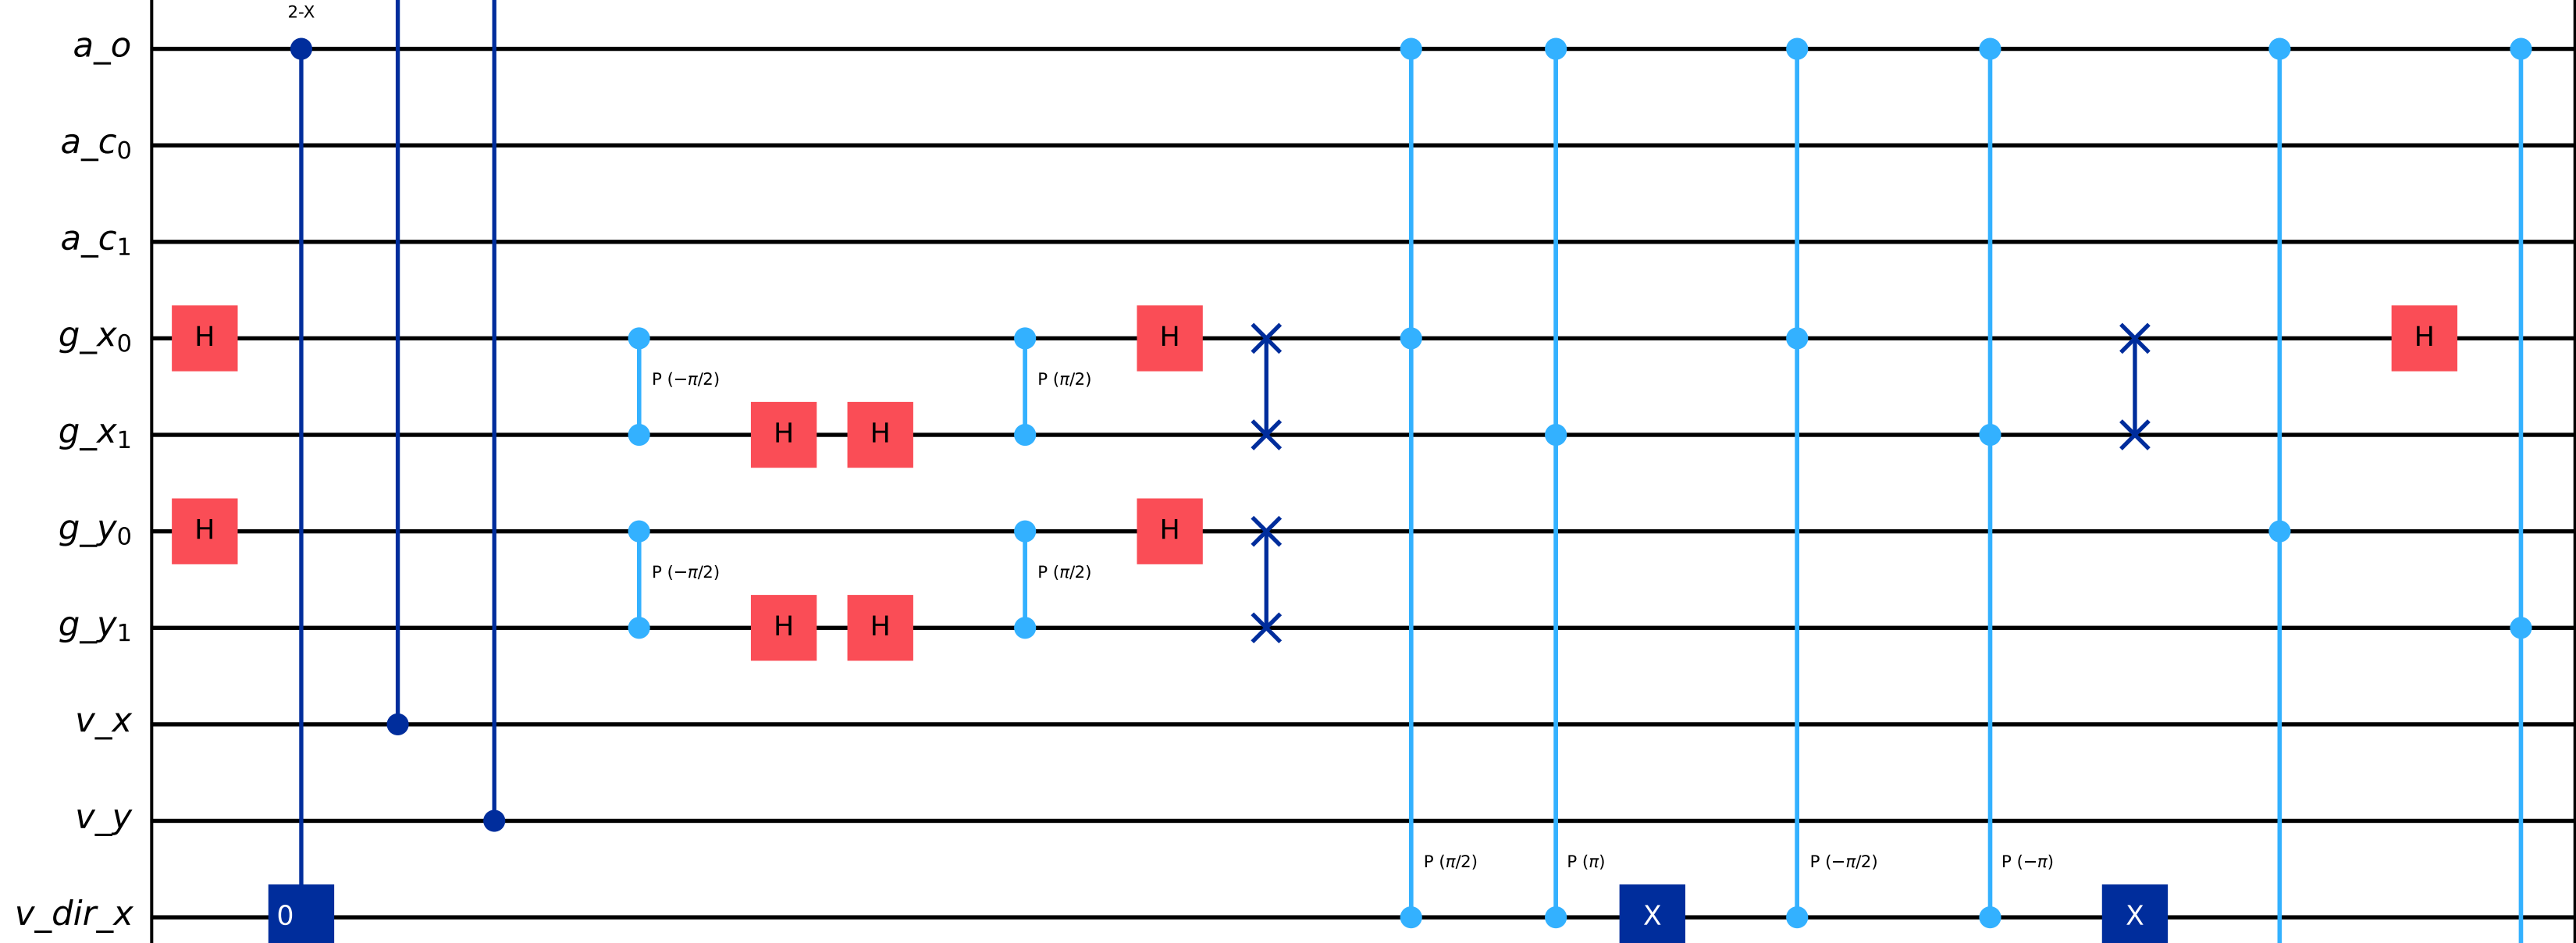 2-X
a_o
a_c₀
a_c₁
g_x₀ H H H
P (−π/2) P (π/2)
g_x₁ H H
g_y₀ H H
P (−π/2) P (π/2)
g_y₁ H H
v_x
v_y
P (π/2) P (π) P (−π/2) P (−π)
v_dir_x 0 X X